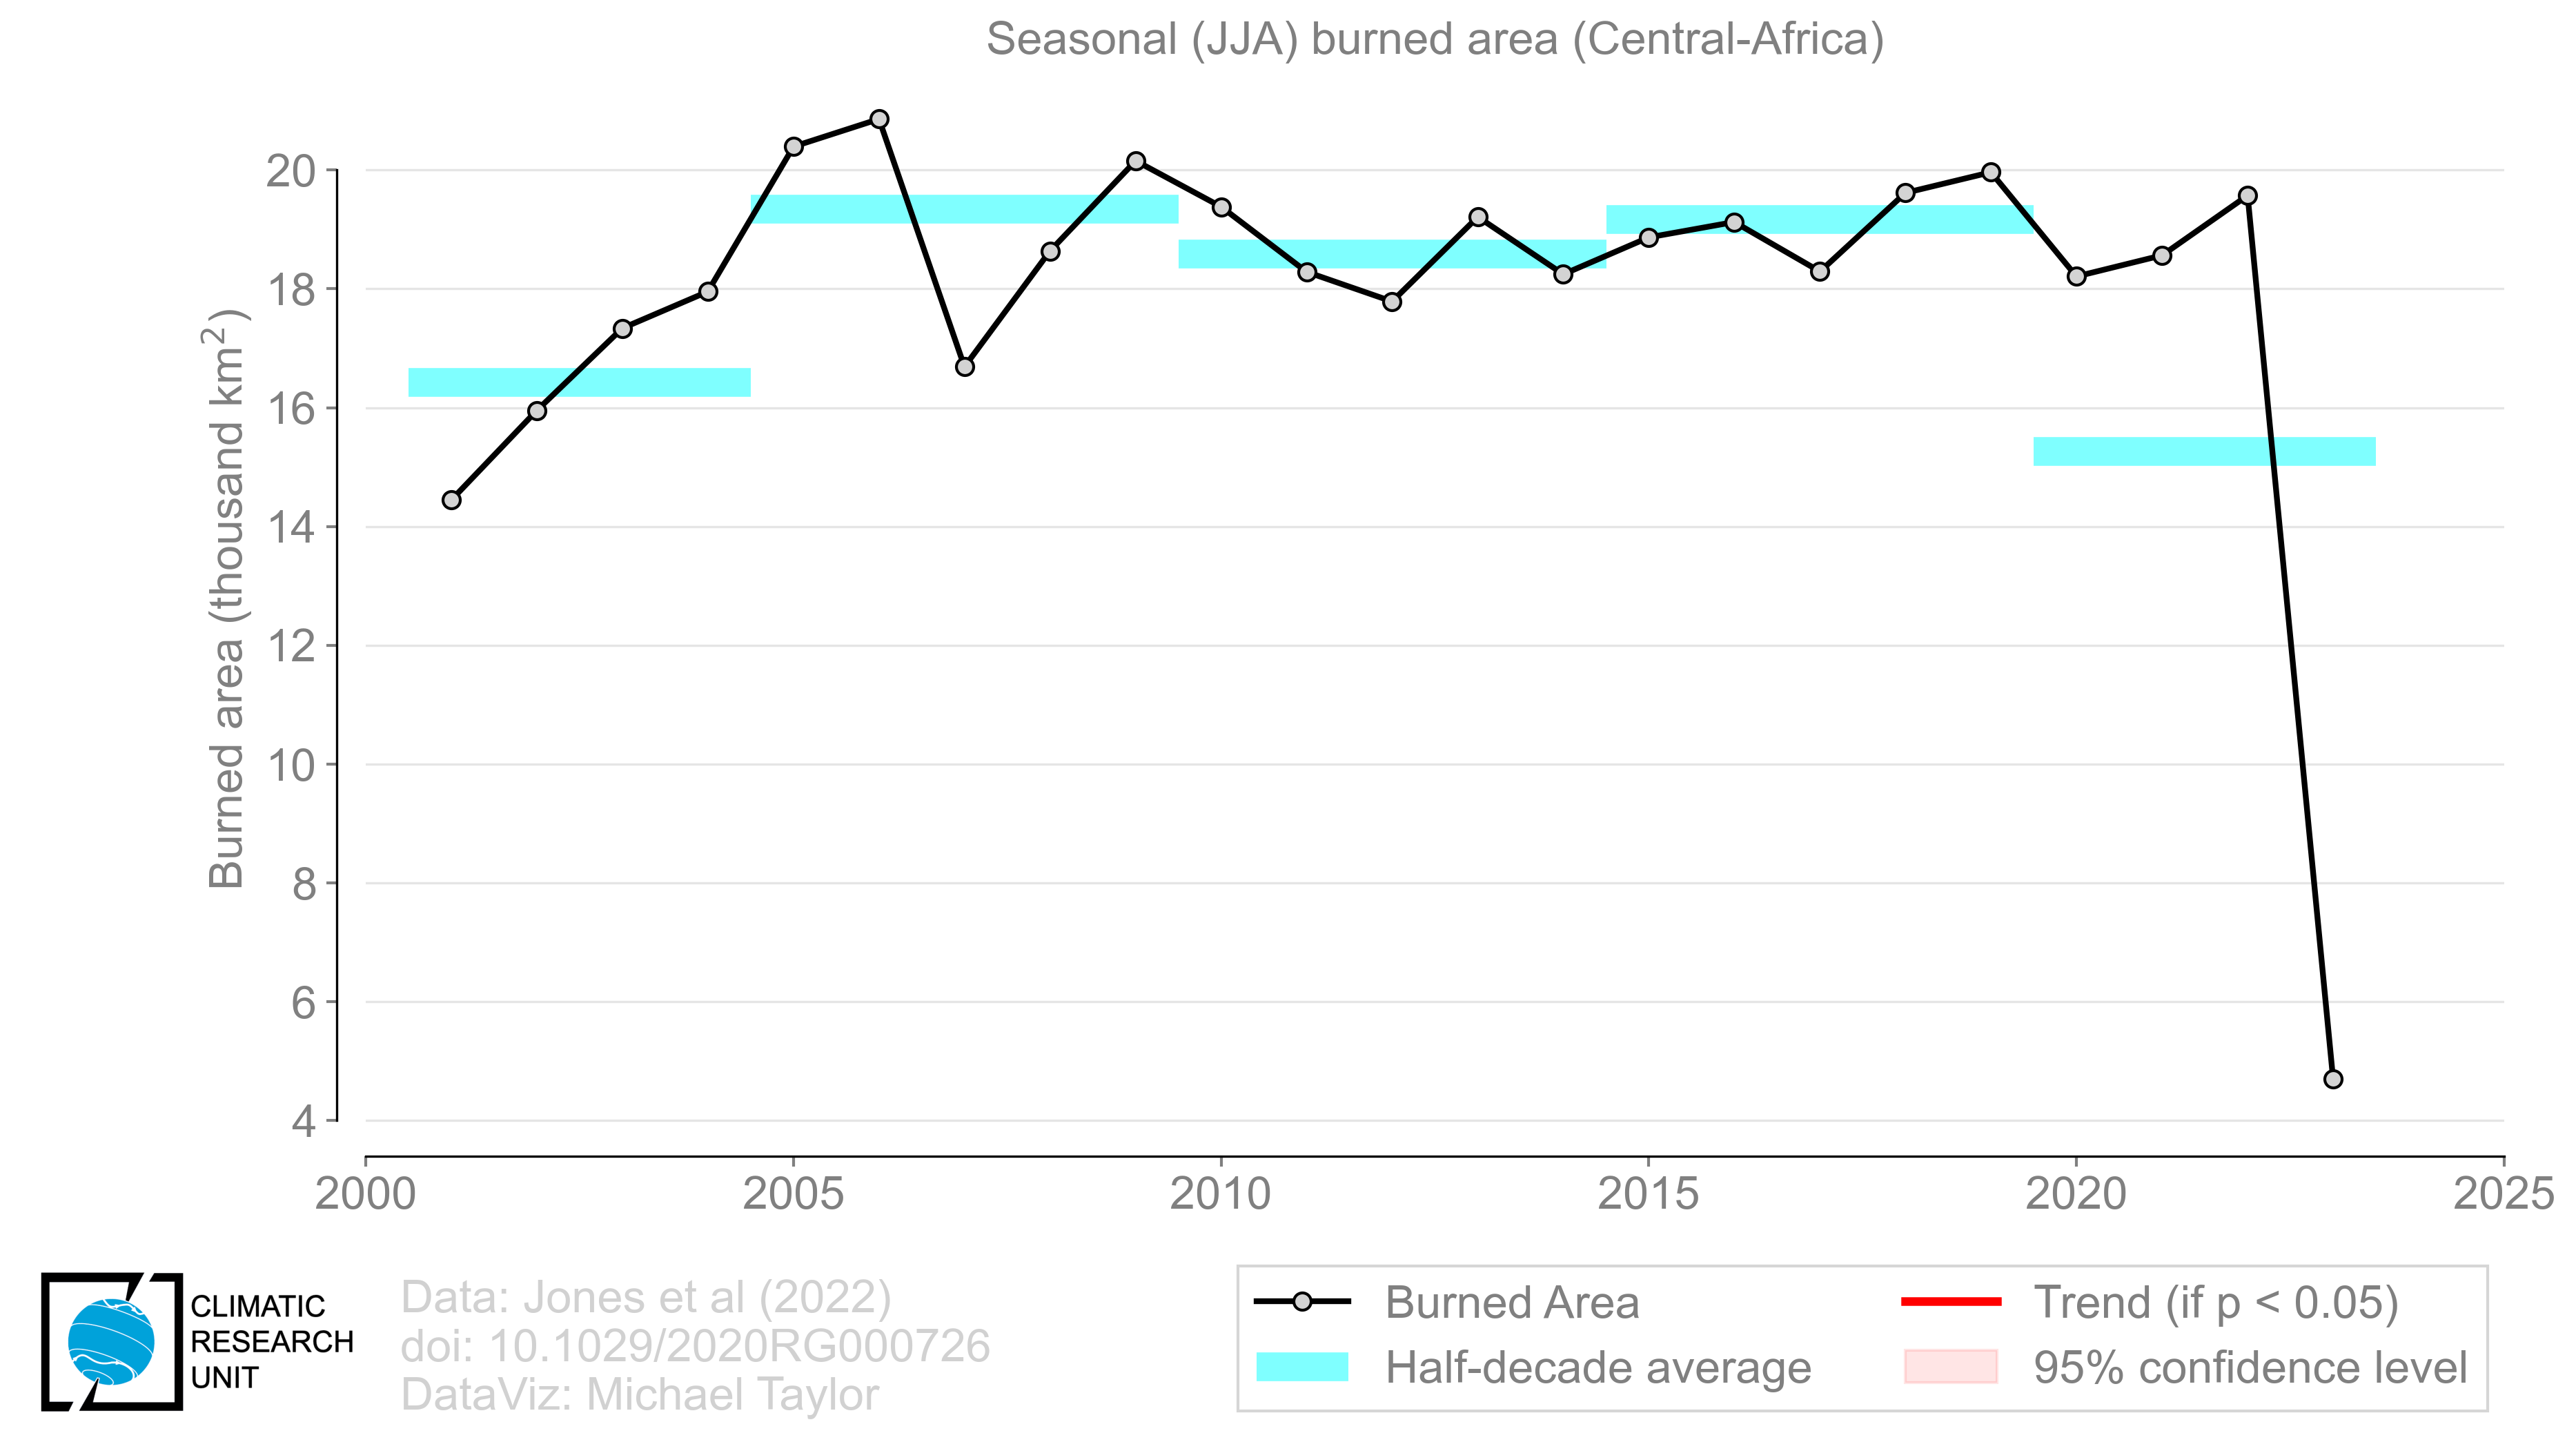 Seasonal (JJA) burned area (Central-Africa)
Burned area (thousand km²)
20
18
16
14
12
10
8
6
4
2000 2005 2010 2015 2020 2025
CLIMATIC
RESEARCH
UNIT
Data: Jones et al (2022)
doi: 10.1029/2020RG000726
DataViz: Michael Taylor
Burned Area
Half-decade average
Trend (if p < 0.05)
95% confidence level